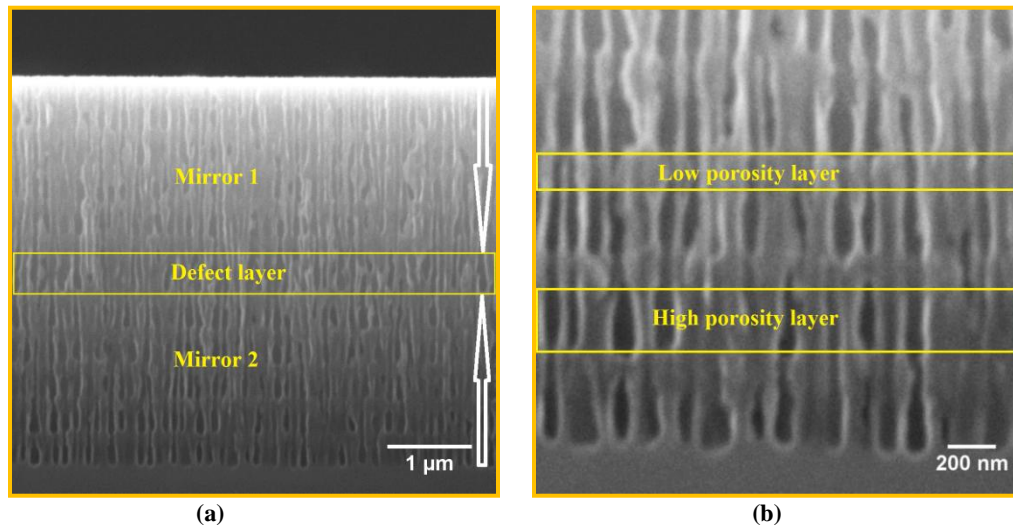 Mirror 1
Defect layer
Mirror 2
1 μm
Low porosity layer
High porosity layer
200 nm
(a)
(b)